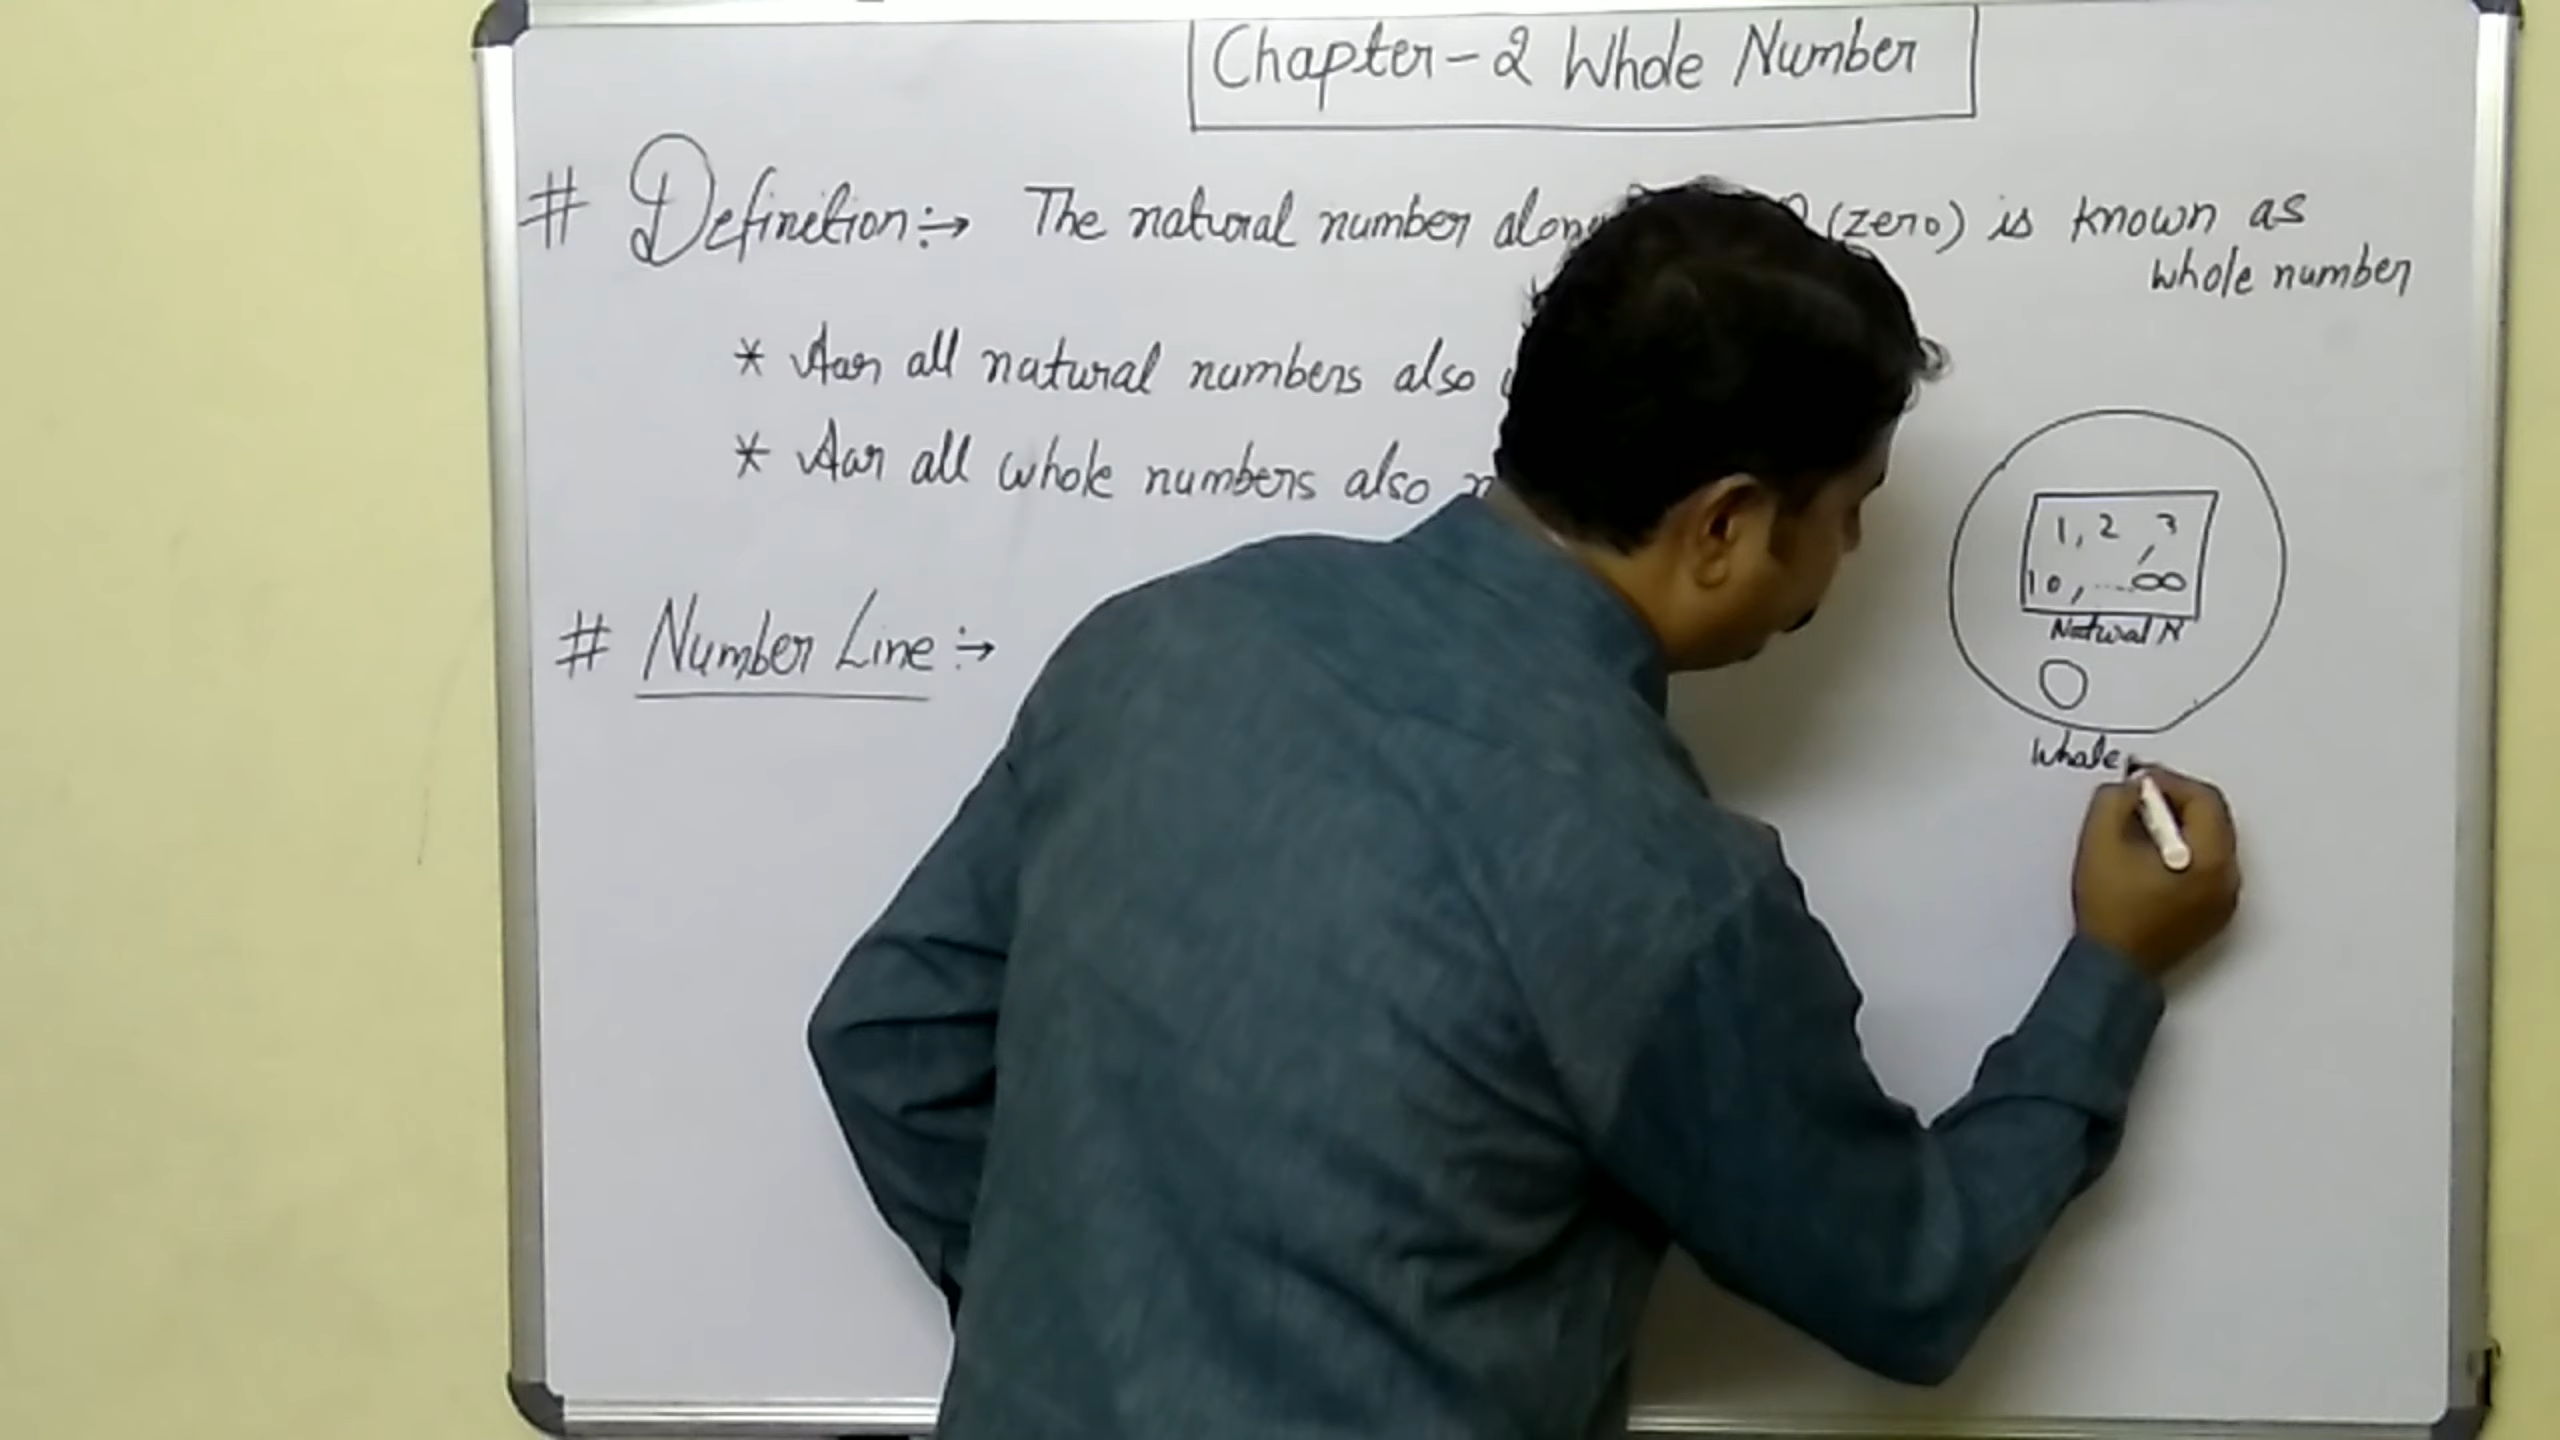 Chapter-2 Whole Number
# Definition:→ The natural number (zero) is known as
whole number
* Aar all natural numbers also
* Aar all whole numbers also
# Number Line:→
1, 2, 3
10, ....∞
Natural N
0
Whole